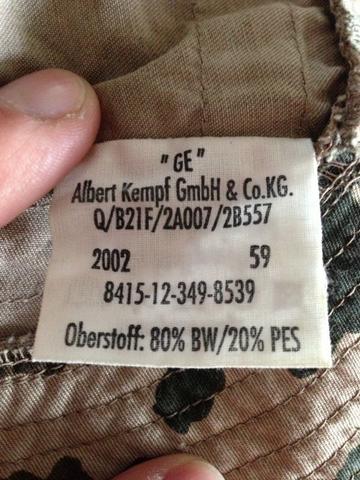 "GE"
Albert Kempf GmbH & Co.KG.
Q/B21F/2A007/2B557
2002 59
8415-12-349-8539
Oberstoff: 80% BW/20% PES